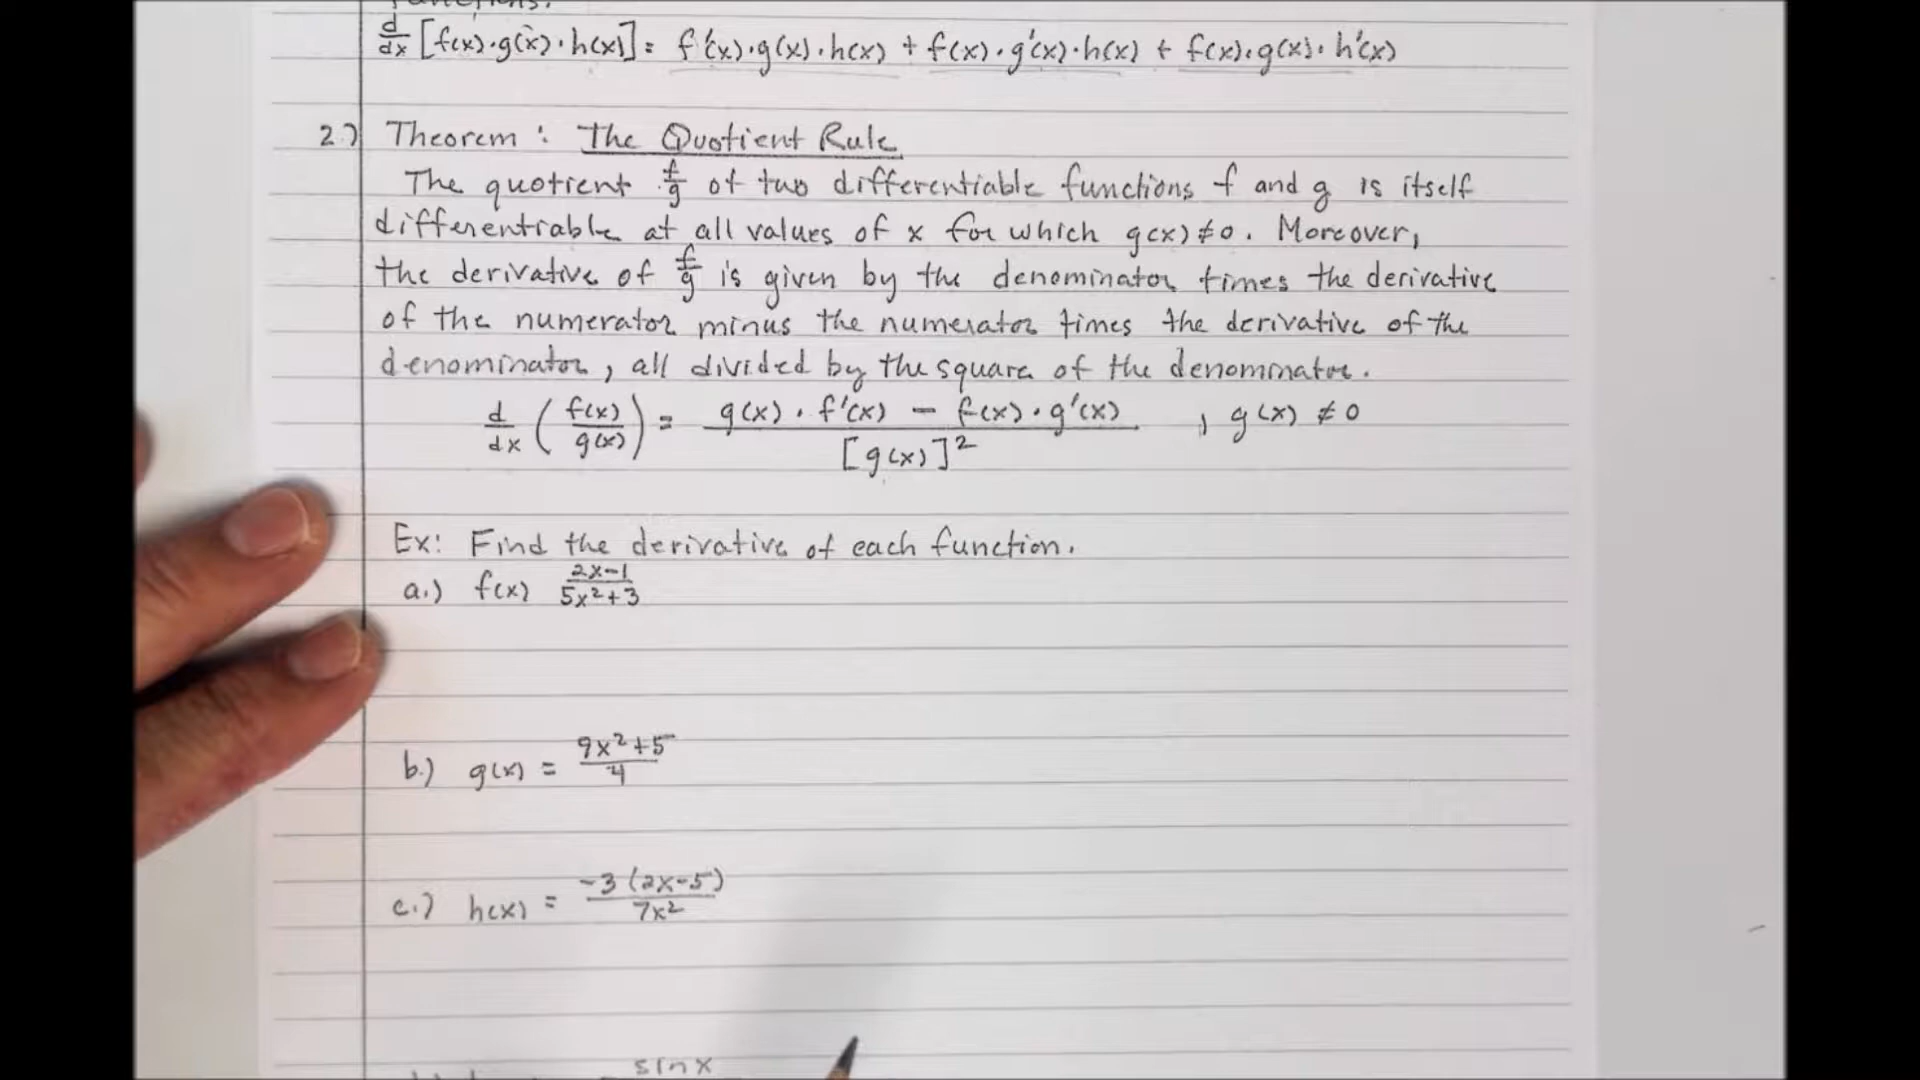 d/dx [f(x)·g(x)·h(x)] = f'(x)·g(x)·h(x) + f(x)·g'(x)·h(x) + f(x)·g(x)·h'(x)
2.) Theorem: The Quotient Rule
The quotient f/g of two differentiable functions f and g is itself
differentiable at all values of x for which g(x) ≠ 0. Moreover,
the derivative of f/g is given by the denominator times the derivative
of the numerator minus the numerator times the derivative of the
denominator, all divided by the square of the denominator.
d/dx (f(x)/g(x)) = (g(x)·f'(x) − f(x)·g'(x))/[g(x)]² , g(x) ≠ 0
Ex: Find the derivative of each function.
a.) f(x) (2x-1)/(5x²+3)
b.) g(x) = (9x²+5)/4
c.) h(x) = -3(2x-5)/7x²
sinx